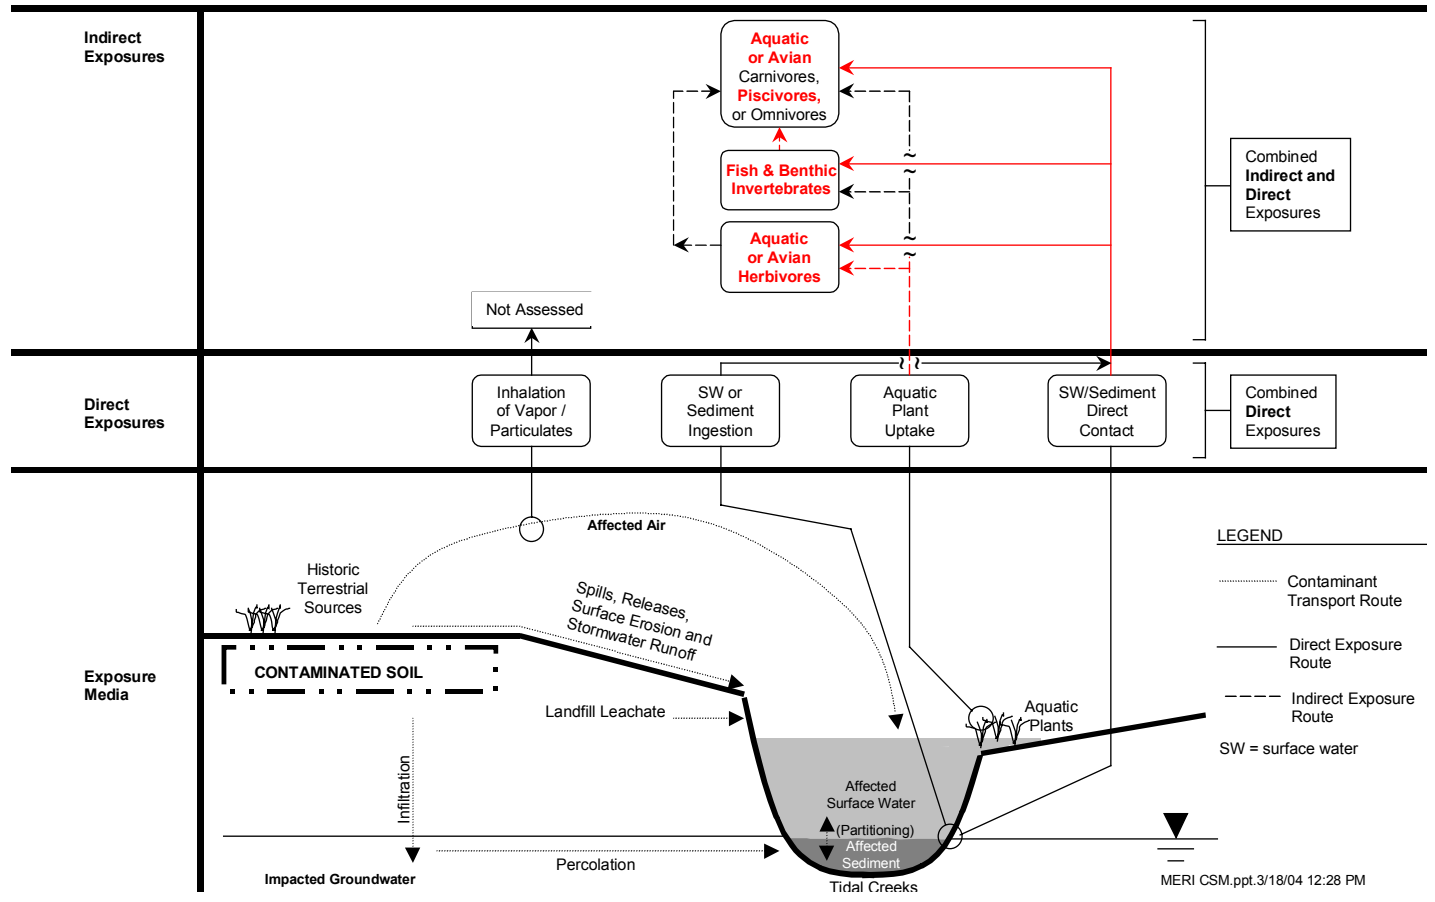 Indirect
Exposures
Aquatic
or Avian
Carnivores,
Piscivores,
or Omnivores
~
Fish & Benthic
Invertebrates
~
Aquatic
or Avian
Herbivores
~
Combined
Indirect and
Direct
Exposures
Not Assessed
~ ~
Direct
Exposures
Inhalation
of Vapor /
Particulates
SW or
Sediment
Ingestion
Aquatic
Plant
Uptake
SW/Sediment
Direct
Contact
Combined
Direct
Exposures
Exposure
Media
Affected Air
Historic
Terrestrial
Sources
Spills, Releases,
Surface Erosion and
Stormwater Runoff
CONTAMINATED SOIL
Landfill Leachate
Aquatic
Plants
Infiltration
Affected
Surface Water
(Partitioning)
Affected
Sediment
Percolation
Impacted Groundwater
Tidal Creeks
LEGEND
Contaminant
Transport Route
Direct Exposure
Route
Indirect Exposure
Route
SW = surface water
MERI CSM.ppt.3/18/04 12:28 PM